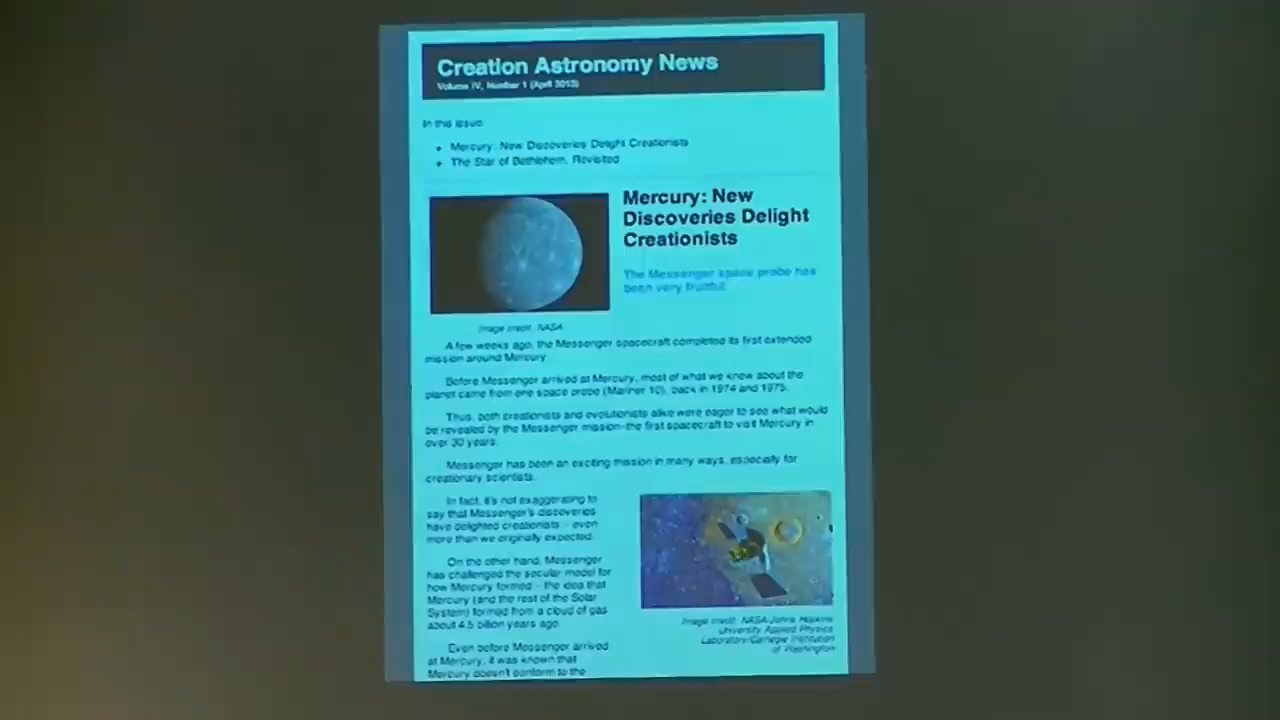 Creation Astronomy News
Volume IV, Number 1 (April 2013)
In this issue:
• Mercury: New Discoveries Delight Creationists
• The Star of Bethlehem, Revisited
Mercury: New
Discoveries Delight
Creationists
The Messenger space probe has
been very fruitful.
Image credit: NASA
A few weeks ago, the Messenger spacecraft completed its first extended
mission around Mercury.
Before Messenger arrived at Mercury, most of what we knew about the
planet came from one space probe (Mariner 10), back in 1974 and 1975.
Thus, both creationists and evolutionists alike were eager to see what would
be revealed by the Messenger mission--the first spacecraft to visit Mercury in
over 30 years.
Messenger has been an exciting mission in many ways, especially for
creationary scientists.
In fact, it's not exaggerating to
say that Messenger's discoveries
have delighted creationists -- even
more than we originally expected.
On the other hand, Messenger
has challenged the secular model for
how Mercury formed -- the idea that
Mercury (and the rest of the Solar
System) formed from a cloud of gas
about 4.5 billion years ago.
Even before Messenger arrived
at Mercury, it was known that
Mercury doesn't conform to the
Image credit: NASA/Johns Hopkins
University Applied Physics
Laboratory/Carnegie Institution
of Washington